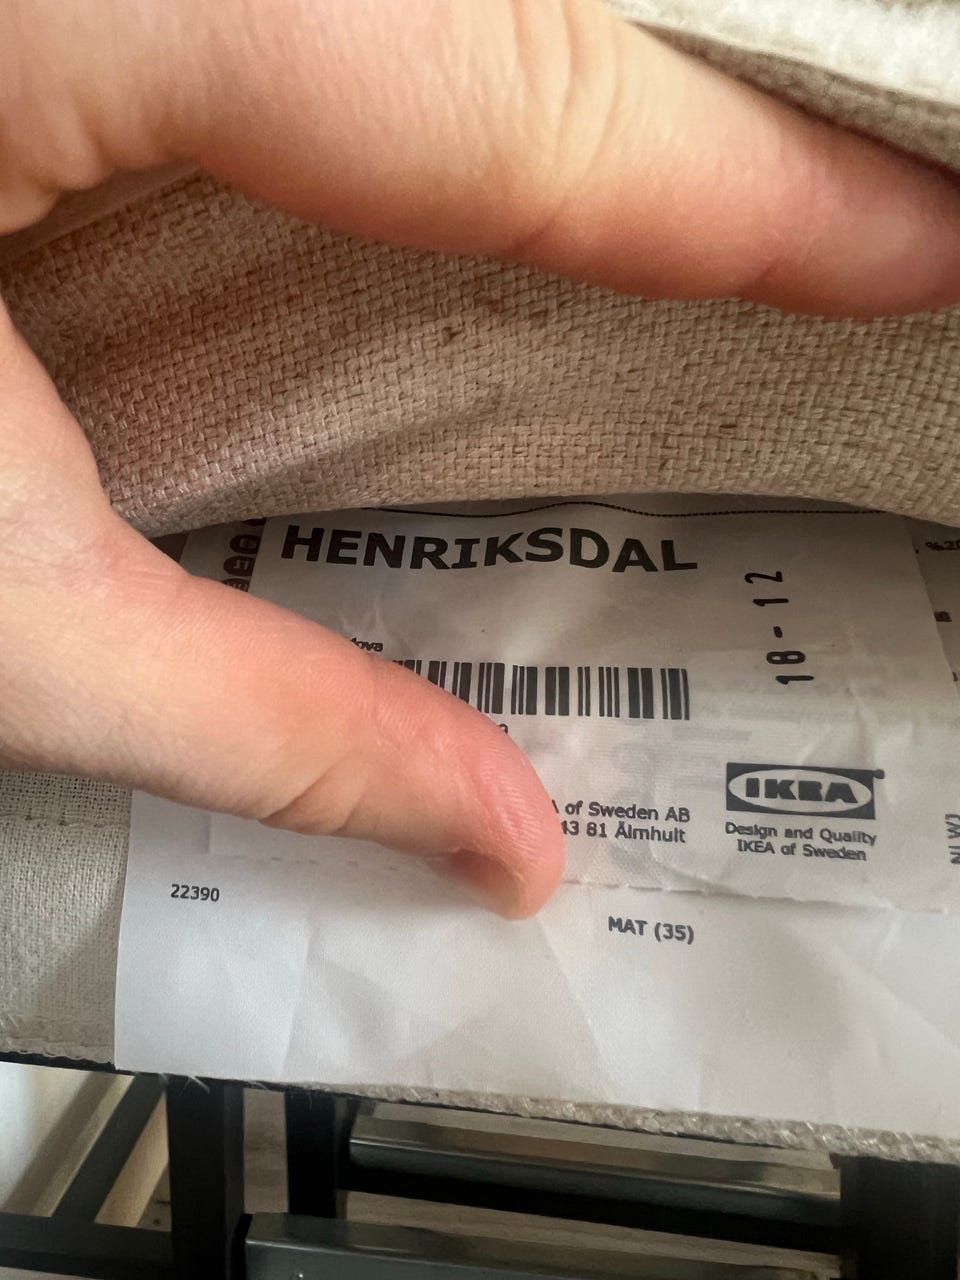 HENRIKSDAL
18-12
of Sweden AB
43 81 Älmhult
IKEA
Design and Quality
IKEA of Sweden
22390
MAT (35)